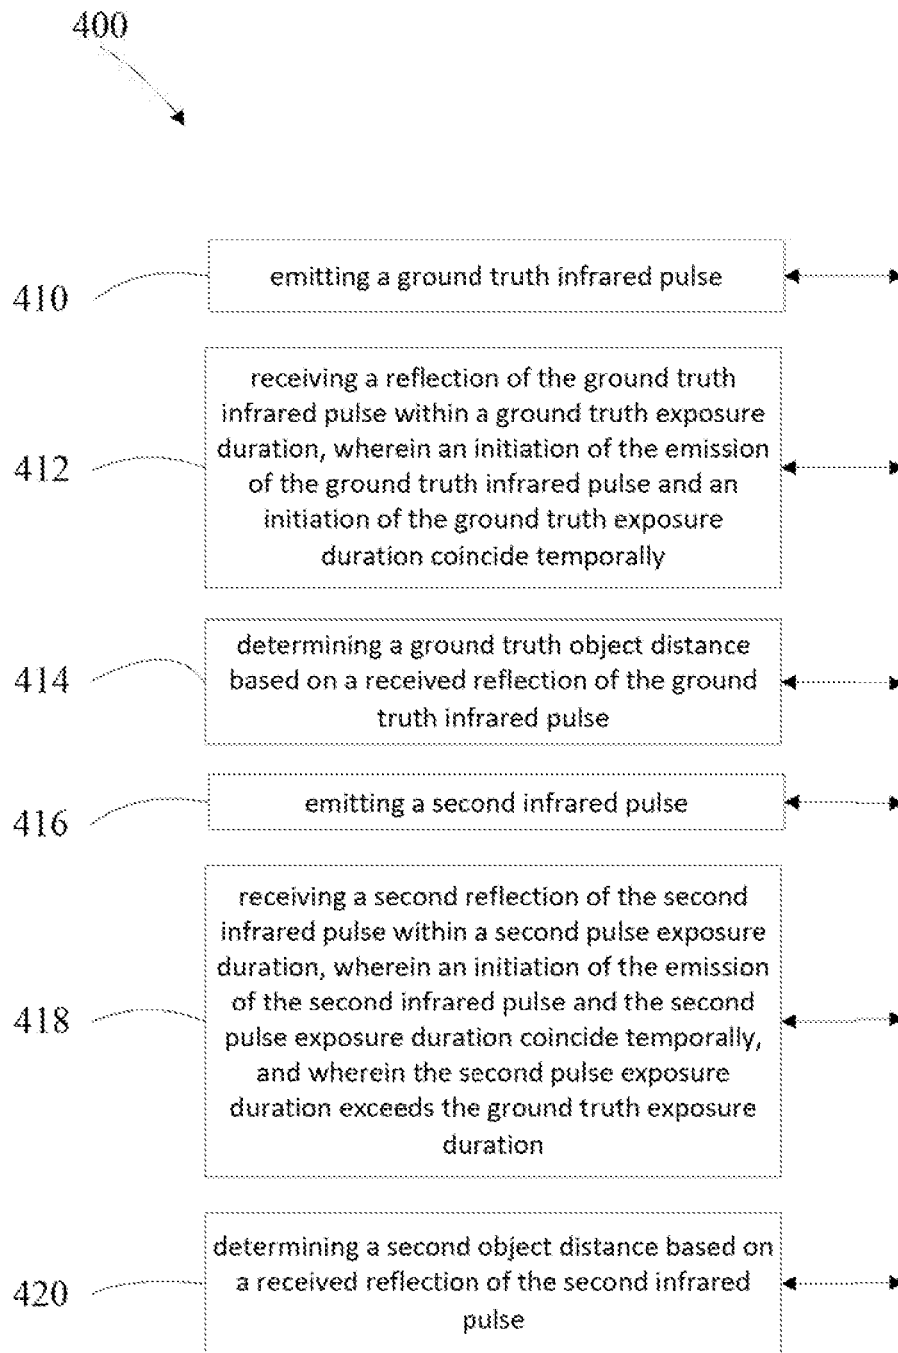 400
410
emitting a ground truth infrared pulse
412
receiving a reflection of the ground truth
infrared pulse within a ground truth exposure
duration, wherein an initiation of the emission
of the ground truth infrared pulse and an
initiation of the ground truth exposure
duration coincide temporally
414
determining a ground truth object distance
based on a received reflection of the ground
truth infrared pulse
416
emitting a second infrared pulse
418
receiving a second reflection of the second
infrared pulse within a second pulse exposure
duration, wherein an initiation of the emission
of the second infrared pulse and the second
pulse exposure duration coincide temporally,
and wherein the second pulse exposure
duration exceeds the ground truth exposure
duration
420
determining a second object distance based on
a received reflection of the second infrared
pulse